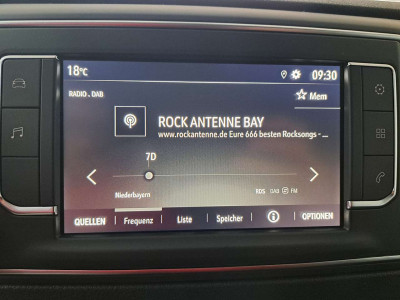 18°C 09:30
RADIO.DAB Mem
ROCK ANTENNE BAY
www.rockantenne.de Eure 666 besten Rocksongs - ...
7D
Niederbayern RDS DAB FM
QUELLEN Frequenz Liste Speicher OPTIONEN